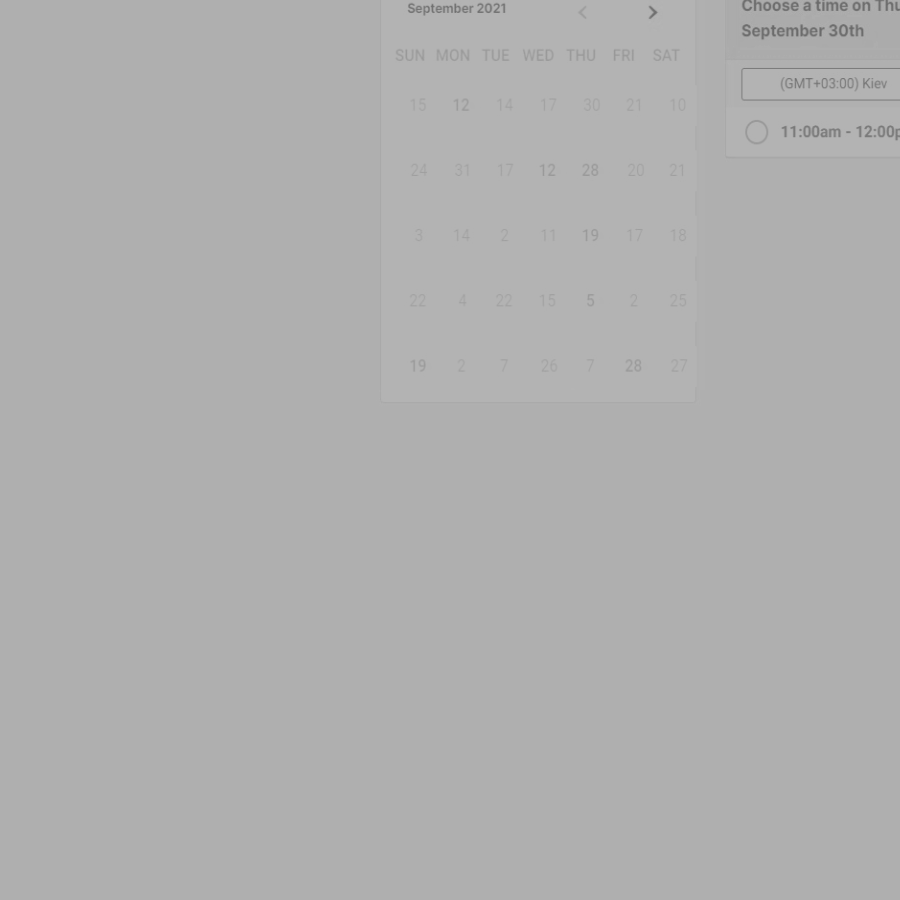 September 2021
SUN MON TUE WED THU FRI SAT
15 12 14 17 30 21 10
24 31 17 12 28 20 21
3 14 2 11 19 17 18
22 4 22 15 5 2 25
19 2 7 26 7 28 27
Choose a time on Thu
September 30th
(GMT+03:00) Kiev
11:00am - 12:00p